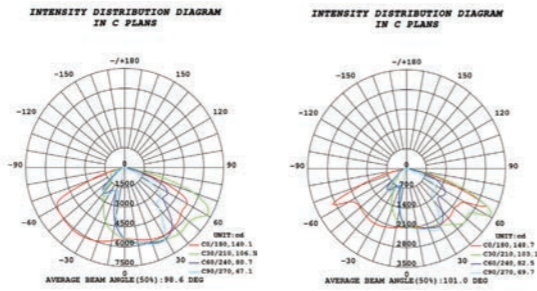 INTENSITY DISTRIBUTION DIAGRAM
IN C PLANS
-/+180
-150
150
-120
120
-90
90
-60
60
-30
30
0
0
1500
3000
4500
6000
7500
UNIT:cd
C0/180,140.1
C30/210,106.5
C60/240,80.7
C90/270,67.1
AVERAGE BEAM ANGLE(50%):98.6 DEG
INTENSITY DISTRIBUTION DIAGRAM
IN C PLANS
-/+180
-150
150
-120
120
-90
90
-60
60
-30
30
0
0
700
1400
2100
2800
3500
UNIT:cd
C0/180,148.7
C30/210,103.1
C60/240,82.5
C90/270,69.7
AVERAGE BEAM ANGLE(50%):101.0 DEG